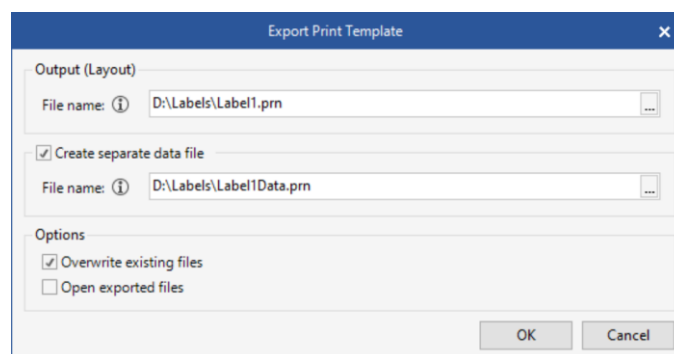 Export Print Template
Output (Layout)
File name:
D:\Labels\Label1.prn
...
Create separate data file
File name:
D:\Labels\Label1Data.prn
...
Options
Overwrite existing files
Open exported files
OK
Cancel